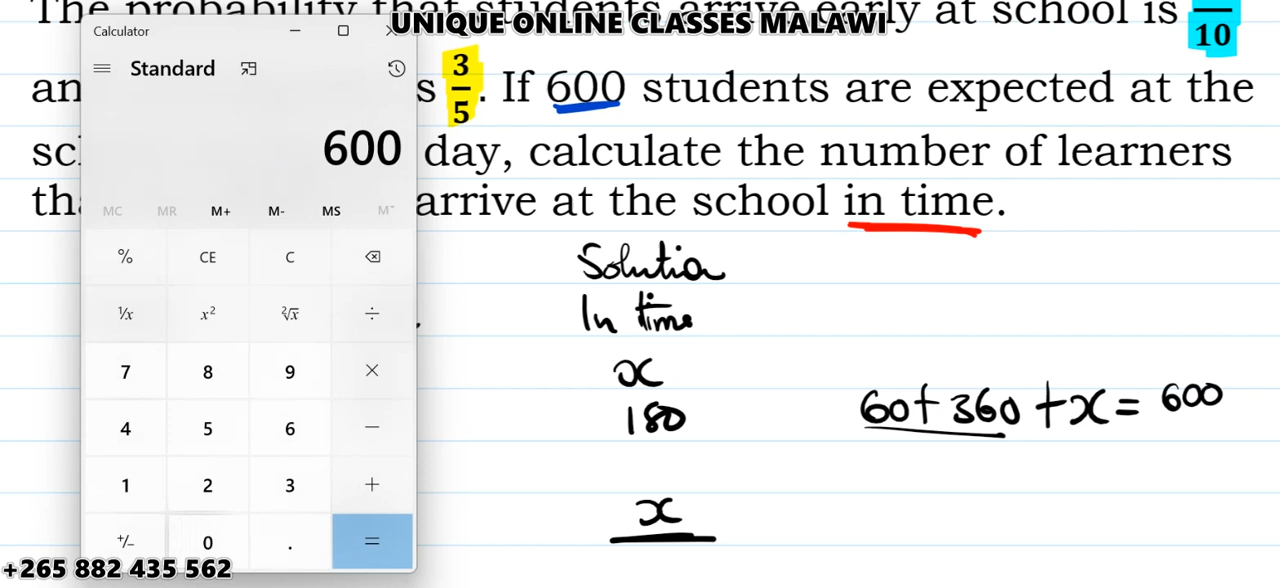 The probability that students arrive early at school is
10
UNIQUE ONLINE CLASSES MALAWI
an s 3/5. If 600 students are expected at the
sc day, calculate the number of learners
tha arrive at the school in time.
Calculator
Standard
600
MC MR M+ M- MS M˅
% CE C
¹/x x² ²√x ÷
7 8 9 ×
4 5 6 −
1 2 3 +
+/- 0 . =
Solution
In time
x
180
60+360+x=600
x
+265 882 435 562